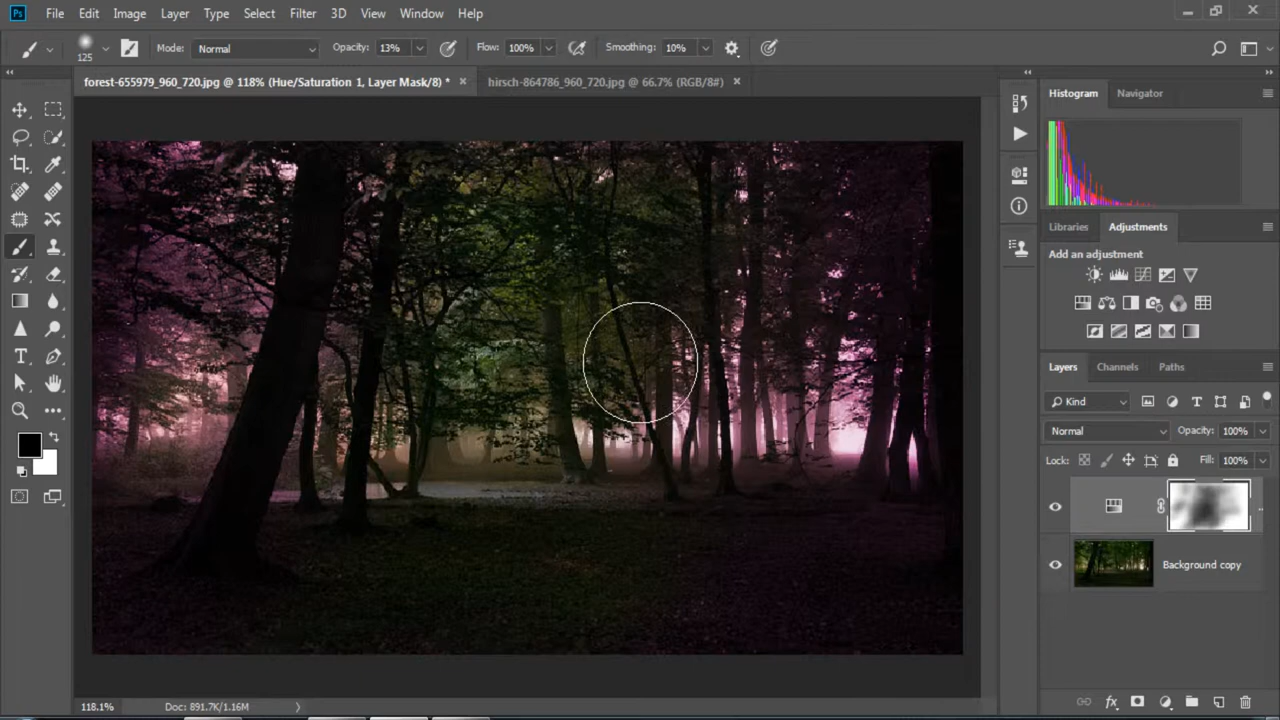 Ps File Edit Image Layer Type Select Filter 3D View Window Help
125 Mode: Normal Opacity: 13% Flow: 100% Smoothing: 10%
forest-655979_960_720.jpg @ 118% (Hue/Saturation 1, Layer Mask/8) * hirsch-864786_960_720.jpg @ 66.7% (RGB/8#)
Histogram Navigator
Libraries Adjustments
Add an adjustment
Layers Channels Paths
Kind
Normal Opacity: 100%
Lock: Fill: 100%
Background copy
118.1% Doc: 891.7K/1.16M